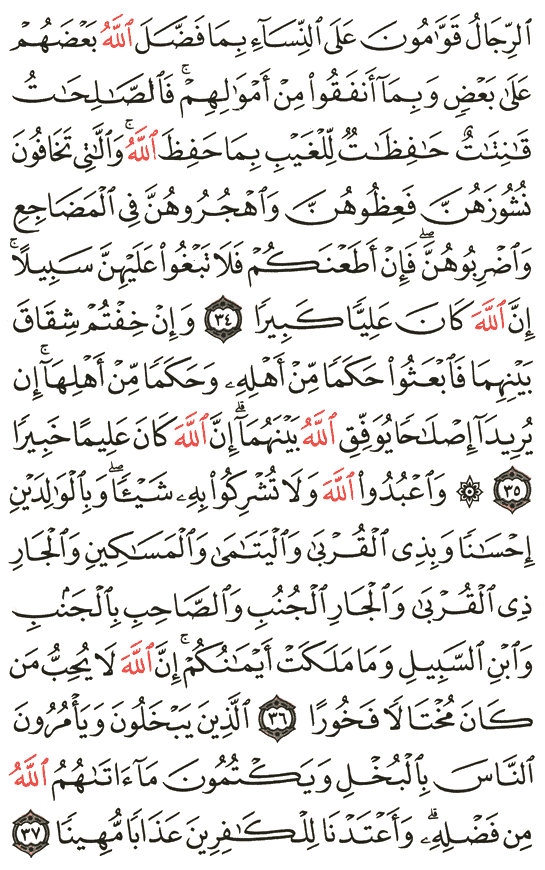 ٱلرِّجَالُ قَوَّٰمُونَ عَلَى ٱلنِّسَآءِ بِمَا فَضَّلَ ٱللَّهُ بَعۡضَهُمۡ
عَلَىٰ بَعۡضٖ وَبِمَآ أَنفَقُواْ مِنۡ أَمۡوَٰلِهِمۡۚ فَٱلصَّٰلِحَٰتُ
قَٰنِتَٰتٌ حَٰفِظَٰتٞ لِّلۡغَيۡبِ بِمَا حَفِظَ ٱللَّهُۚ وَٱلَّٰتِي تَخَافُونَ
نُشُوزَهُنَّ فَعِظُوهُنَّ وَٱهۡجُرُوهُنَّ فِي ٱلۡمَضَاجِعِ
وَٱضۡرِبُوهُنَّۖ فَإِنۡ أَطَعۡنَكُمۡ فَلَا تَبۡغُواْ عَلَيۡهِنَّ سَبِيلًاۗ
إِنَّ ٱللَّهَ كَانَ عَلِيّٗا كَبِيرٗا ٣٤ وَإِنۡ خِفۡتُمۡ شِقَاقَ
بَيۡنِهِمَا فَٱبۡعَثُواْ حَكَمٗا مِّنۡ أَهۡلِهِۦ وَحَكَمٗا مِّنۡ أَهۡلِهَآ إِن
يُرِيدَآ إِصۡلَٰحٗا يُوَفِّقِ ٱللَّهُ بَيۡنَهُمَآۗ إِنَّ ٱللَّهَ كَانَ عَلِيمًا خَبِيرٗا
٣٥ ۞ وَٱعۡبُدُواْ ٱللَّهَ وَلَا تُشۡرِكُواْ بِهِۦ شَيۡـٔٗاۖ وَبِٱلۡوَٰلِدَيۡنِ
إِحۡسَٰنٗا وَبِذِي ٱلۡقُرۡبَىٰ وَٱلۡيَتَٰمَىٰ وَٱلۡمَسَٰكِينِ وَٱلۡجَارِ
ذِي ٱلۡقُرۡبَىٰ وَٱلۡجَارِ ٱلۡجُنُبِ وَٱلصَّاحِبِ بِٱلۡجَنۢبِ
وَٱبۡنِ ٱلسَّبِيلِ وَمَا مَلَكَتۡ أَيۡمَٰنُكُمۡۗ إِنَّ ٱللَّهَ لَا يُحِبُّ مَن
كَانَ مُخۡتَالٗا فَخُورًا ٣٦ ٱلَّذِينَ يَبۡخَلُونَ وَيَأۡمُرُونَ
ٱلنَّاسَ بِٱلۡبُخۡلِ وَيَكۡتُمُونَ مَآ ءَاتَىٰهُمُ ٱللَّهُ
مِن فَضۡلِهِۦۗ وَأَعۡتَدۡنَا لِلۡكَٰفِرِينَ عَذَابٗا مُّهِينٗا ٣٧